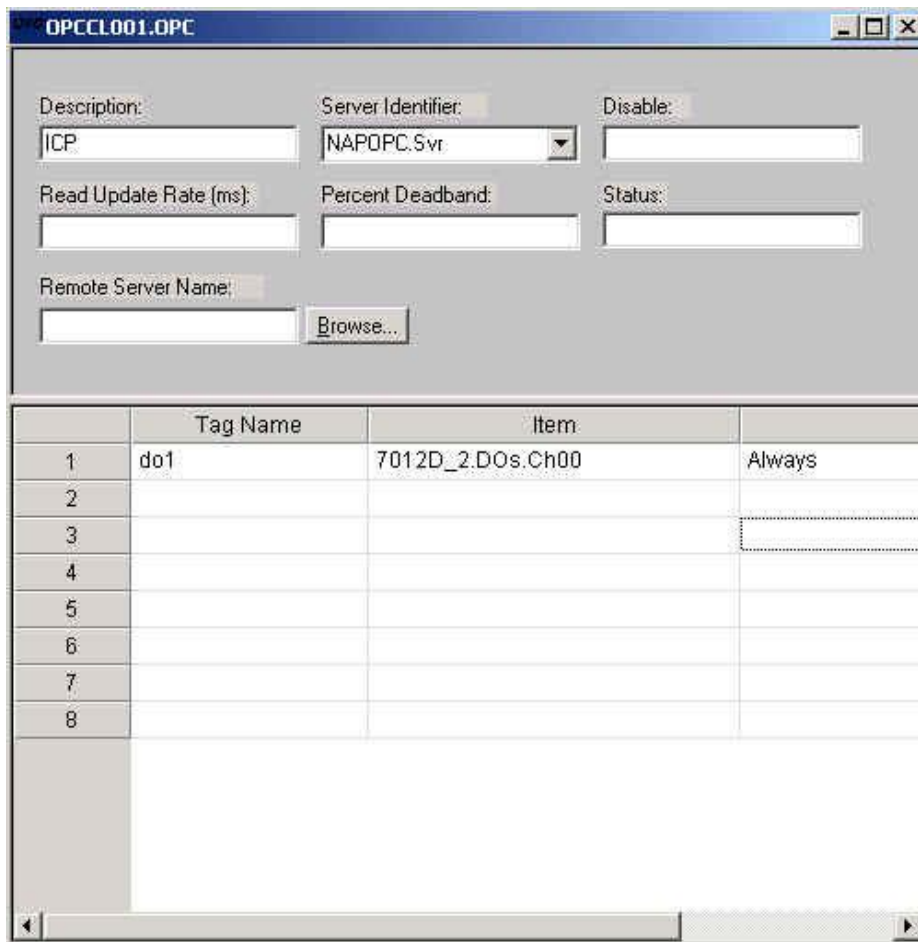 OPCCL001.OPC
Description: Server Identifier: Disable:
ICP NAPOPC.Svr
Read Update Rate (ms): Percent Deadband: Status:
Remote Server Name:
Browse...
Tag Name Item
1 do1 7012D_2.DOs.Ch00 Always
2
3
4
5
6
7
8